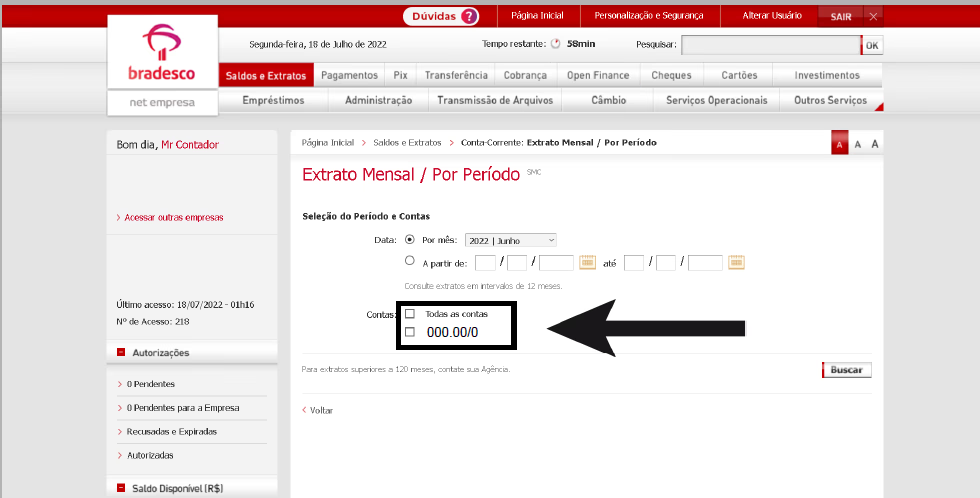 Dúvidas ?
Página Inicial
Personalização e Segurança
Alterar Usuário
SAIR
bradesco
net empresa
Segunda-feira, 18 de Julho de 2022
Tempo restante: 58min
Pesquisar:
OK
Saldos e Extratos
Pagamentos
Pix
Transferência
Cobrança
Open Finance
Cheques
Cartões
Investimentos
Empréstimos
Administração
Transmissão de Arquivos
Câmbio
Serviços Operacionais
Outros Serviços
Bom dia, Mr Contador
> Acessar outras empresas
Último acesso: 18/07/2022 - 01h16
Nº de Acesso: 218
Autorizações
> 0 Pendentes
> 0 Pendentes para a Empresa
> Recusadas e Expiradas
> Autorizadas
Saldo Disponível (R$)
Página Inicial > Saldos e Extratos > Conta-Corrente: Extrato Mensal / Por Período
A A A
Extrato Mensal / Por Período SMC
Seleção do Período e Contas
Data: Por mês: 2022 | Junho
A partir de: / / até / /
Consulte extratos em intervalos de 12 meses.
Contas: Todas as contas
000.00/0
Para extratos superiores a 120 meses, contate sua Agência.
Buscar
< Voltar